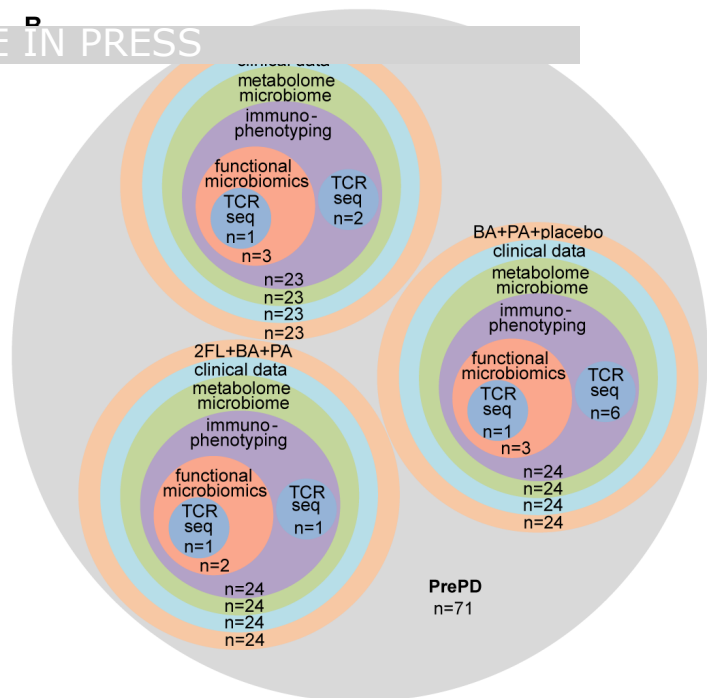 B
E IN PRESS
clinical data
metabolome
microbiome
immuno-
phenotyping
functional
microbiomics
TCR
seq
n=1
n=3
TCR
seq
n=2
n=23
n=23
n=23
n=23
BA+PA+placebo
clinical data
metabolome
microbiome
immuno-
phenotyping
functional
microbiomics
TCR
seq
n=1
n=3
TCR
seq
n=6
n=24
n=24
n=24
n=24
2FL+BA+PA
clinical data
metabolome
microbiome
immuno-
phenotyping
functional
microbiomics
TCR
seq
n=1
n=2
TCR
seq
n=1
n=24
n=24
n=24
n=24
PrePD
n=71